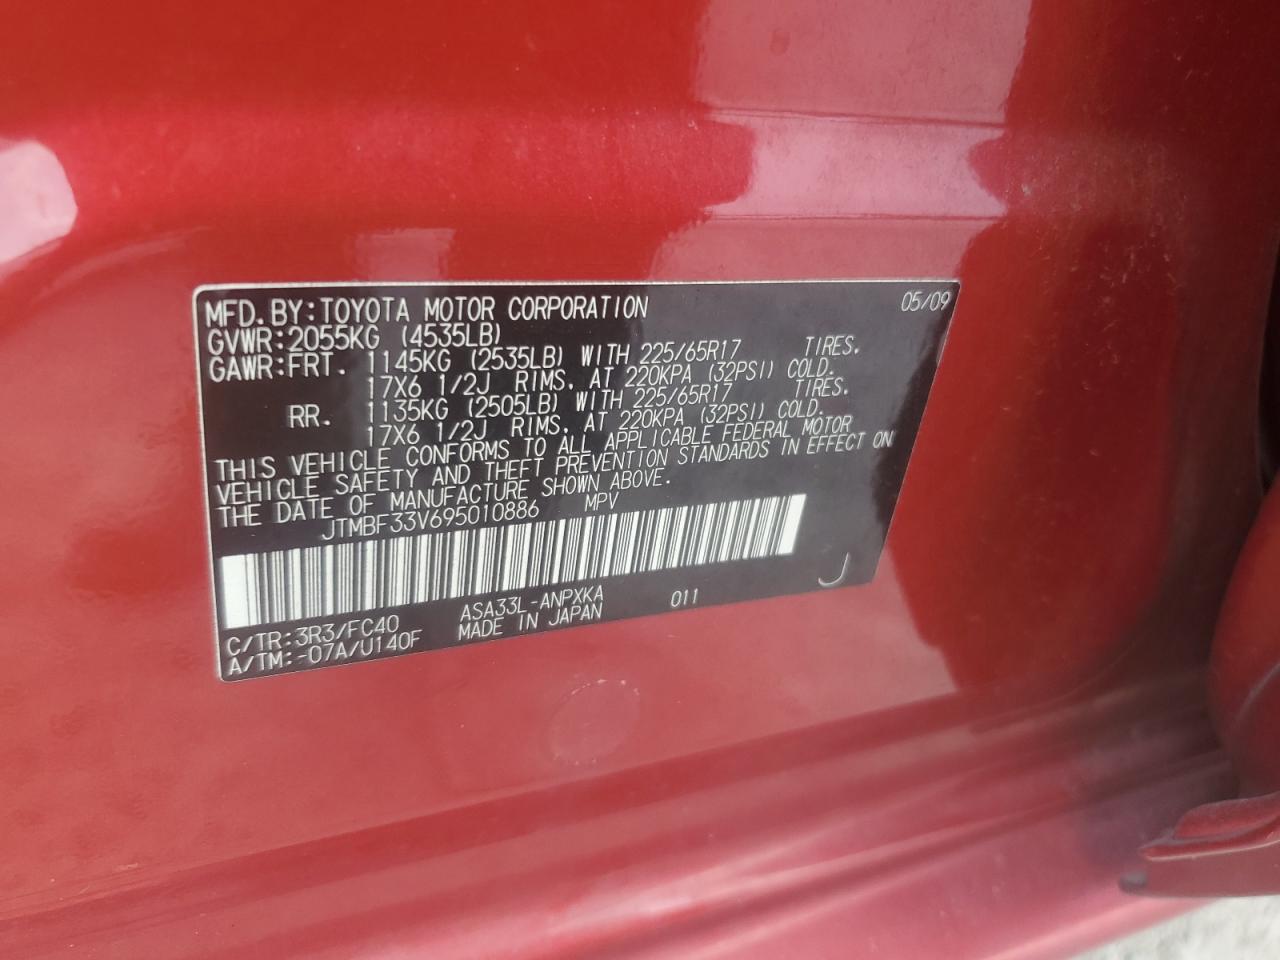 MFD.BY:TOYOTA MOTOR CORPORATION 05/09
GVWR:2055KG (4535LB)
GAWR:FRT. 1145KG (2535LB) WITH 225/65R17 TIRES.
17X6 1/2J RIMS, AT 220KPA (32PSI) COLD.
RR. 1135KG (2505LB) WITH 225/65R17 TIRES.
17X6 1/2J RIMS, AT 220KPA (32PSI) COLD.
THIS VEHICLE CONFORMS TO ALL APPLICABLE FEDERAL MOTOR
VEHICLE SAFETY AND THEFT PREVENTION STANDARDS IN EFFECT ON
THE DATE OF MANUFACTURE SHOWN ABOVE.
JTMBF33V695010886 MPV
J
C/TR:3R3/FC40 ASA33L-ANPXKA 011
A/TM:-07A/U140F MADE IN JAPAN